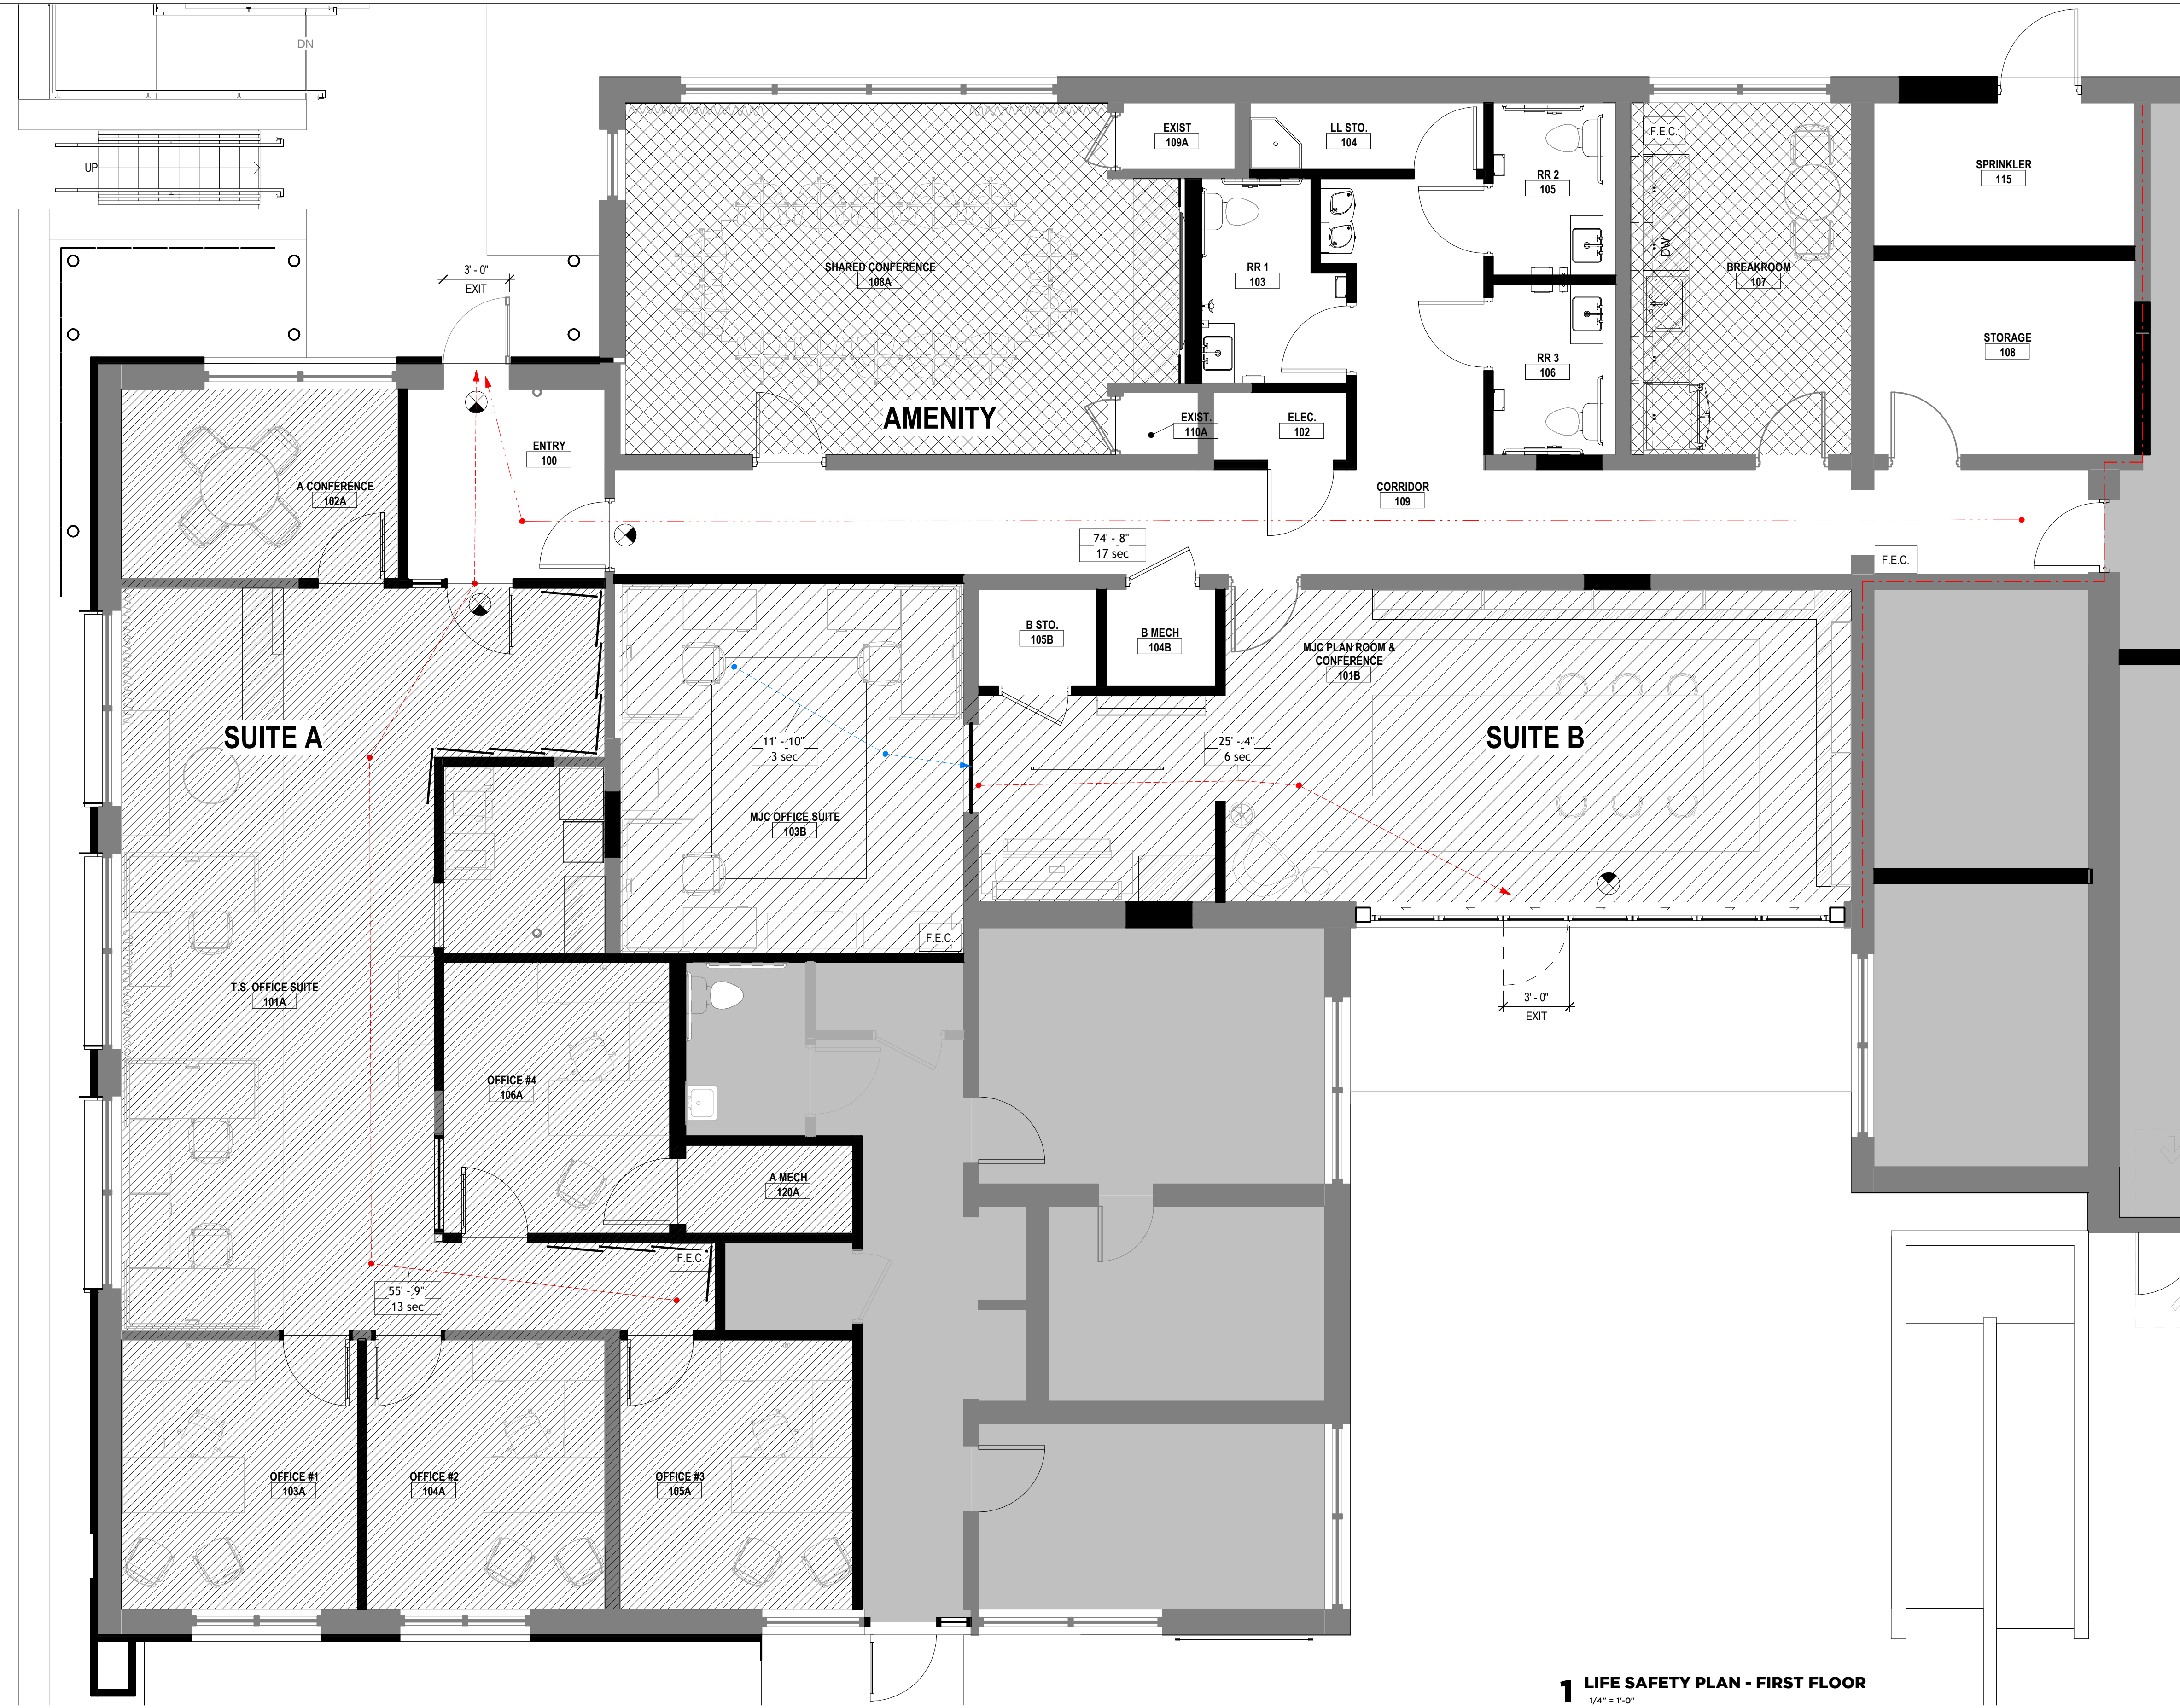 DN
UP
3' - 0"
EXIT
EXIST
109A
LL STO.
104
RR 2
105
F.E.C.
SPRINKLER
115
SHARED CONFERENCE
108A
RR 1
103
DW
BREAKROOM
107
STORAGE
108
RR 3
106
AMENITY
EXIST.
110A
ELEC.
102
ENTRY
100
A CONFERENCE
102A
CORRIDOR
109
74' - 8"
17 sec
F.E.C.
B STO.
105B
B MECH
104B
MJC PLAN ROOM &
CONFERENCE
101B
SUITE A
11' - 10"
3 sec
25' - 4"
6 sec
SUITE B
MJC OFFICE SUITE
103B
F.E.C.
T.S. OFFICE SUITE
101A
3' - 0"
EXIT
OFFICE #4
106A
A MECH
120A
F.E.C.
55' - 9"
13 sec
OFFICE #1
103A
OFFICE #2
104A
OFFICE #3
105A
1 LIFE SAFETY PLAN - FIRST FLOOR
1/4" = 1'-0"